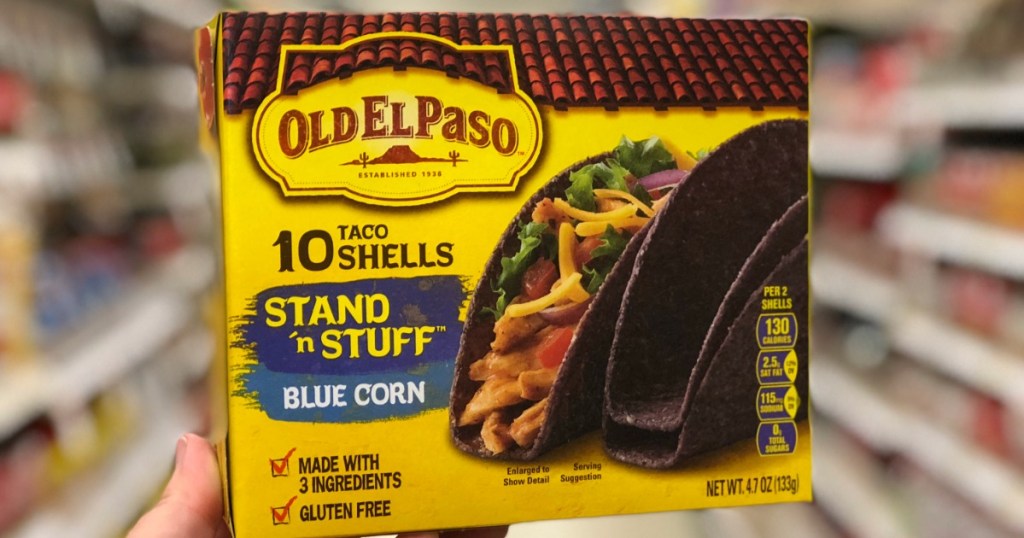 OLD EL PASO
ESTABLISHED 1938
10 TACO
SHELLS
STAND
'n STUFF™
BLUE CORN
MADE WITH
3 INGREDIENTS
GLUTEN FREE
Enlarged to
Show Detail
Serving
Suggestion
PER 2
SHELLS
130
CALORIES
2.5g
SAT FAT
115mg
SODIUM
0g
TOTAL
SUGARS
NET WT. 4.7 OZ (133g)